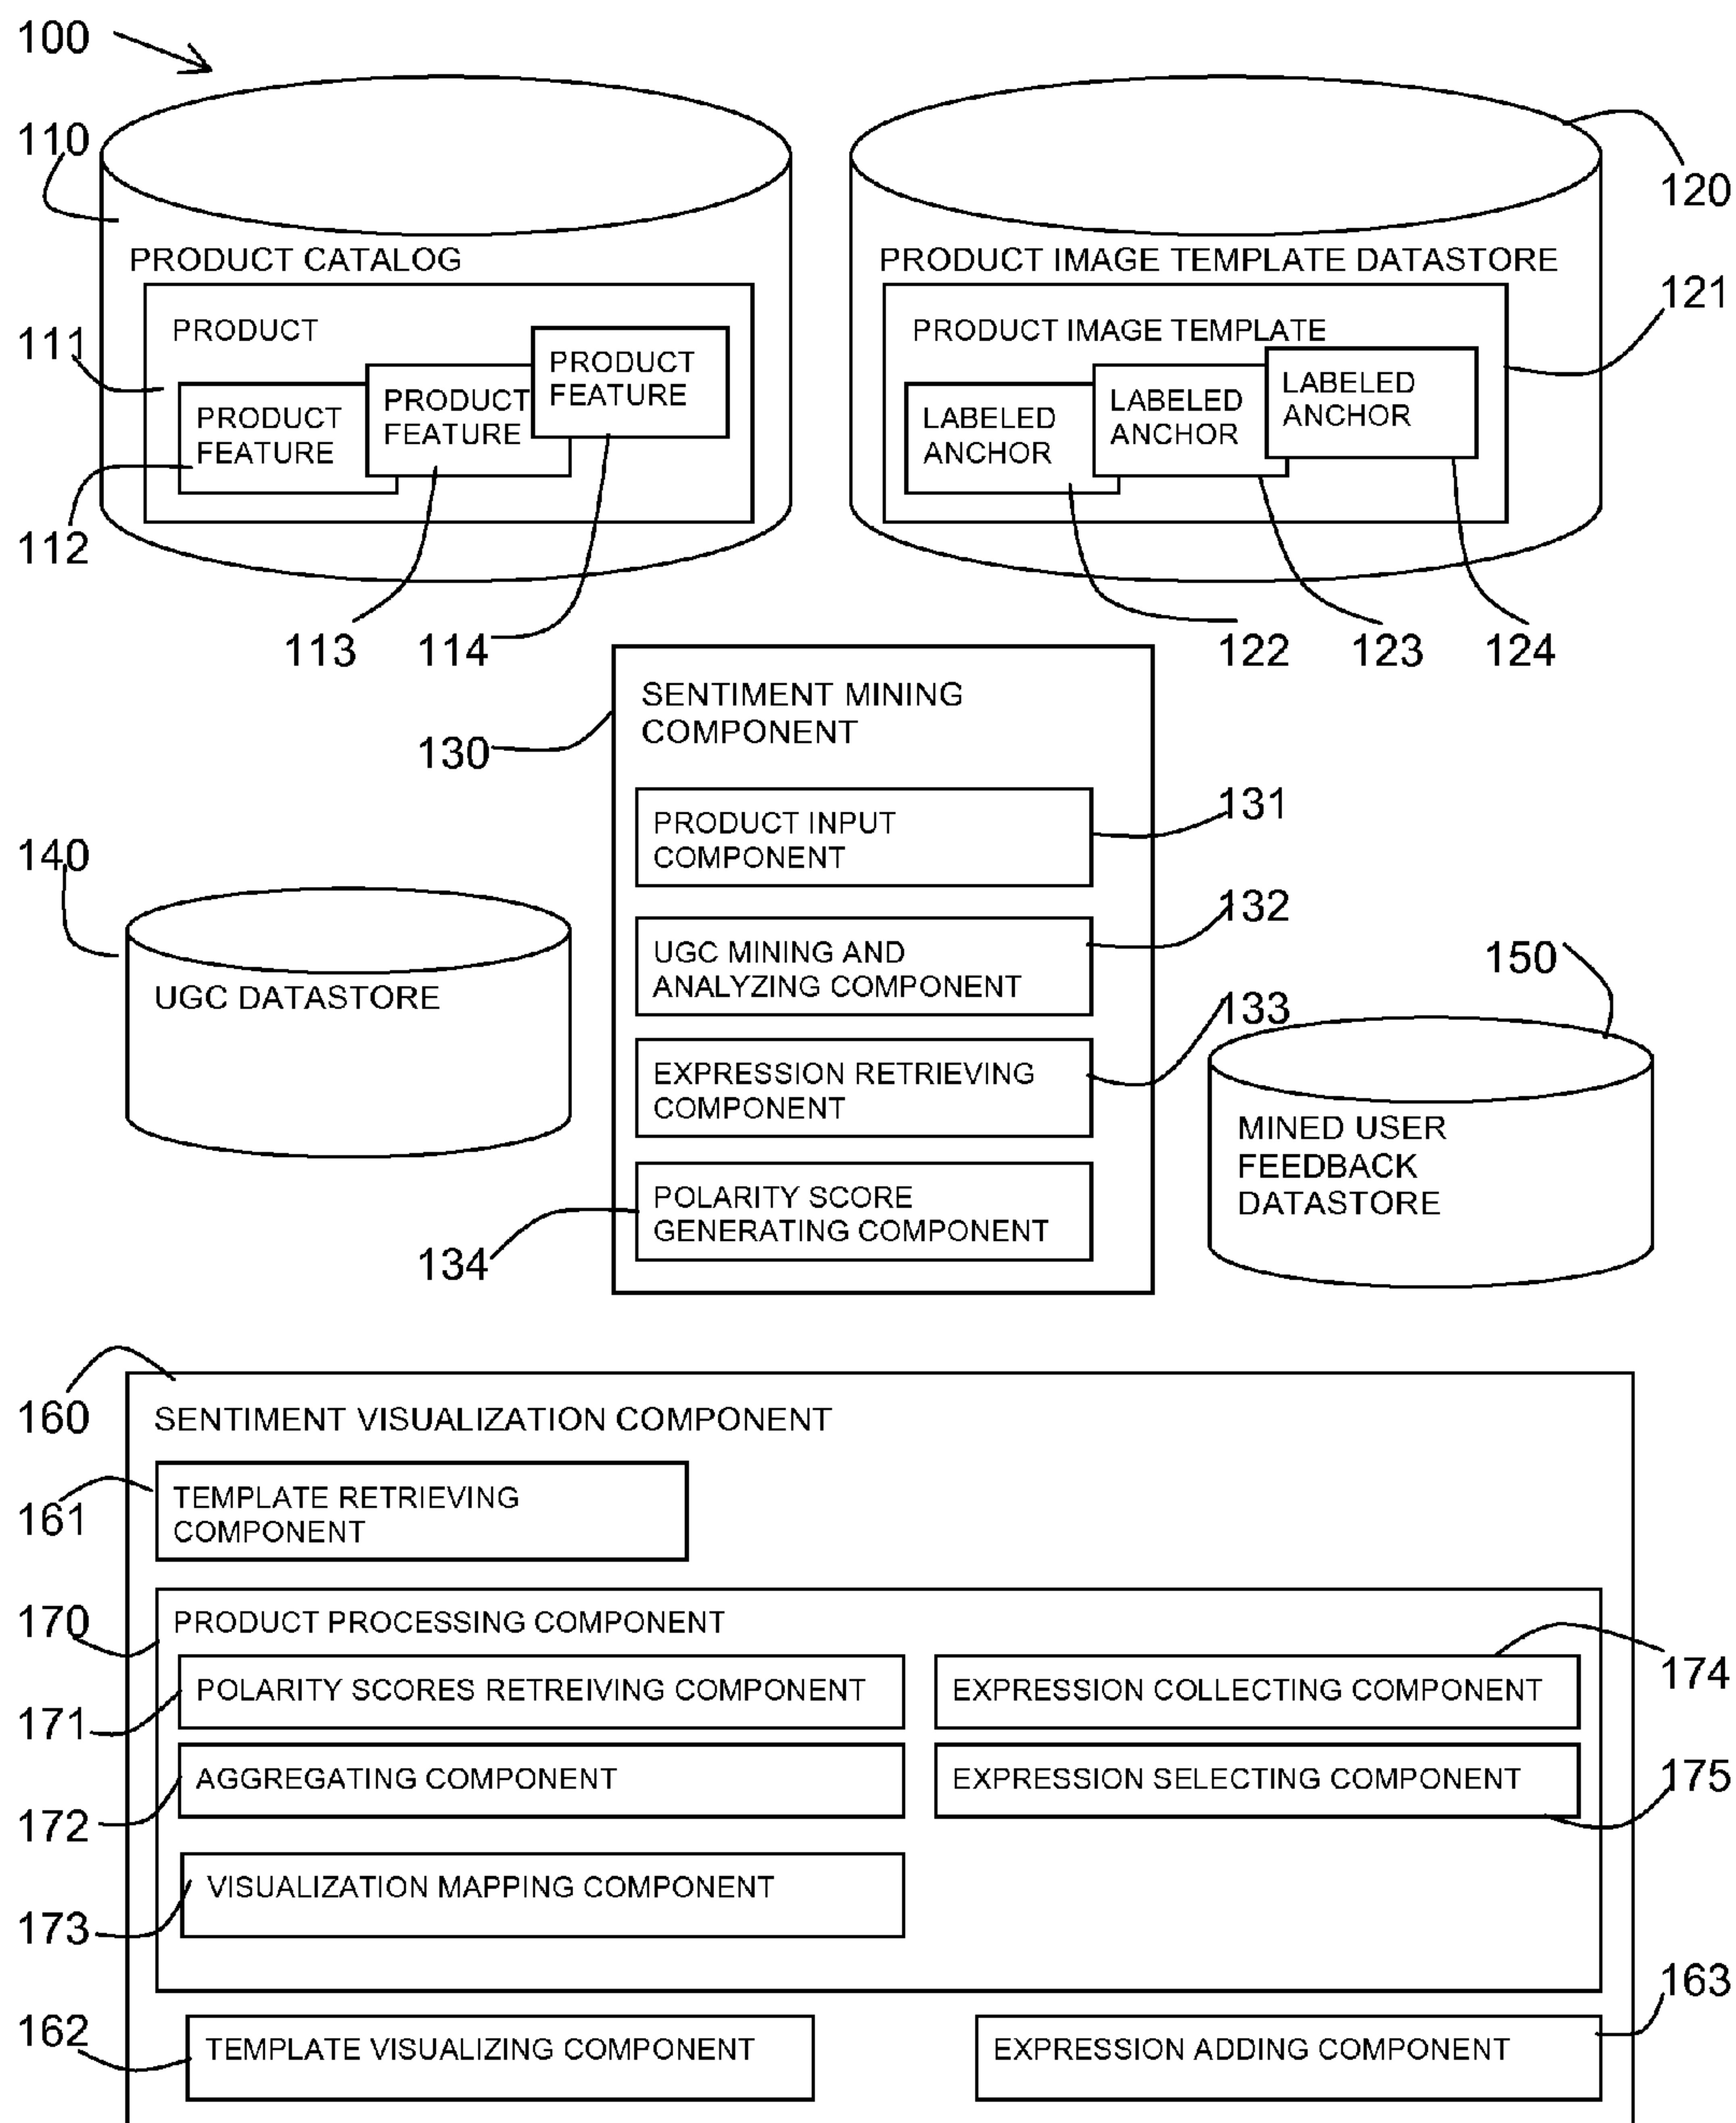 100
110
120
PRODUCT CATALOG
PRODUCT IMAGE TEMPLATE DATASTORE
121
111
PRODUCT
PRODUCT
FEATURE
PRODUCT
FEATURE
PRODUCT
FEATURE
PRODUCT IMAGE TEMPLATE
LABELED
ANCHOR
LABELED
ANCHOR
LABELED
ANCHOR
112
113
114
122
123
124
SENTIMENT MINING
COMPONENT
130
PRODUCT INPUT
COMPONENT
131
140
UGC MINING AND
ANALYZING COMPONENT
132
UGC DATASTORE
150
EXPRESSION RETRIEVING
COMPONENT
133
MINED USER
FEEDBACK
DATASTORE
POLARITY SCORE
GENERATING COMPONENT
134
160
SENTIMENT VISUALIZATION COMPONENT
161
TEMPLATE RETRIEVING
COMPONENT
170
PRODUCT PROCESSING COMPONENT
POLARITY SCORES RETREIVING COMPONENT
EXPRESSION COLLECTING COMPONENT
174
171
AGGREGATING COMPONENT
EXPRESSION SELECTING COMPONENT
175
172
VISUALIZATION MAPPING COMPONENT
173
163
162
TEMPLATE VISUALIZING COMPONENT
EXPRESSION ADDING COMPONENT